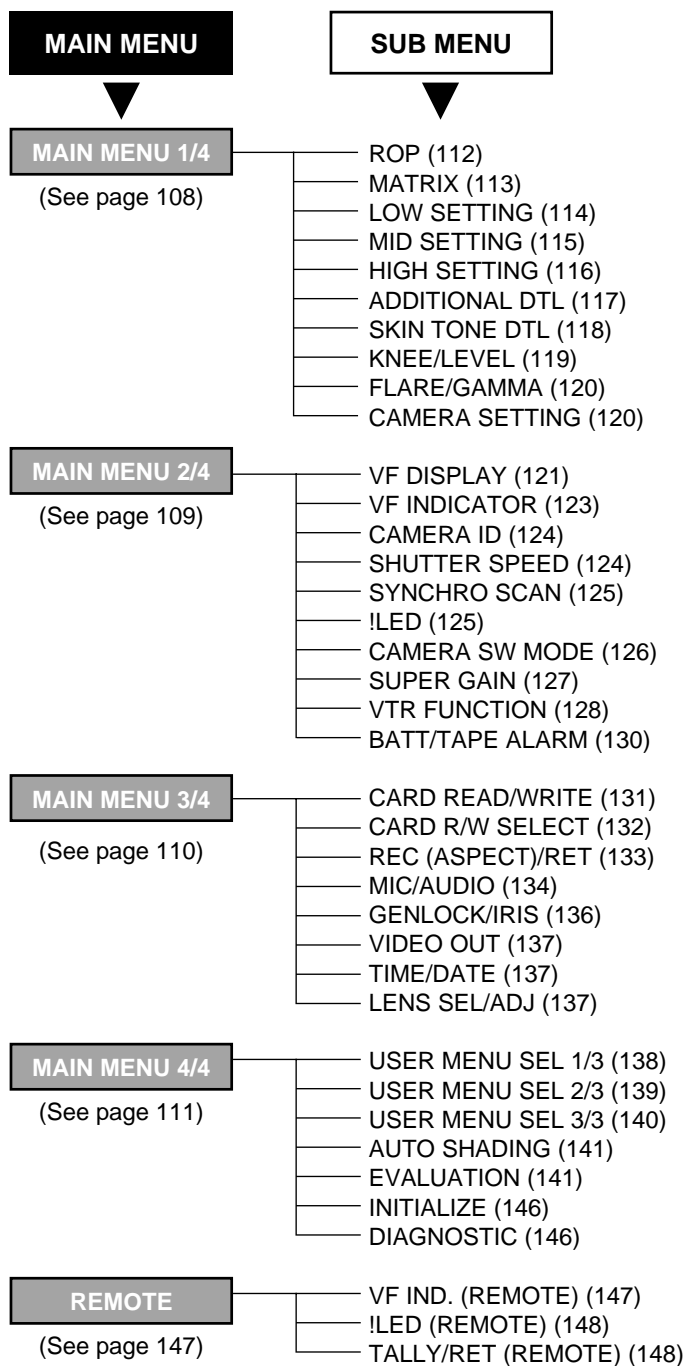 MAIN MENU
SUB MENU
MAIN MENU 1/4
(See page 108)
ROP (112)
MATRIX (113)
LOW SETTING (114)
MID SETTING (115)
HIGH SETTING (116)
ADDITIONAL DTL (117)
SKIN TONE DTL (118)
KNEE/LEVEL (119)
FLARE/GAMMA (120)
CAMERA SETTING (120)
MAIN MENU 2/4
(See page 109)
VF DISPLAY (121)
VF INDICATOR (123)
CAMERA ID (124)
SHUTTER SPEED (124)
SYNCHRO SCAN (125)
!LED (125)
CAMERA SW MODE (126)
SUPER GAIN (127)
VTR FUNCTION (128)
BATT/TAPE ALARM (130)
MAIN MENU 3/4
(See page 110)
CARD READ/WRITE (131)
CARD R/W SELECT (132)
REC (ASPECT)/RET (133)
MIC/AUDIO (134)
GENLOCK/IRIS (136)
VIDEO OUT (137)
TIME/DATE (137)
LENS SEL/ADJ (137)
MAIN MENU 4/4
(See page 111)
USER MENU SEL 1/3 (138)
USER MENU SEL 2/3 (139)
USER MENU SEL 3/3 (140)
AUTO SHADING (141)
EVALUATION (141)
INITIALIZE (146)
DIAGNOSTIC (146)
REMOTE
(See page 147)
VF IND. (REMOTE) (147)
!LED (REMOTE) (148)
TALLY/RET (REMOTE) (148)